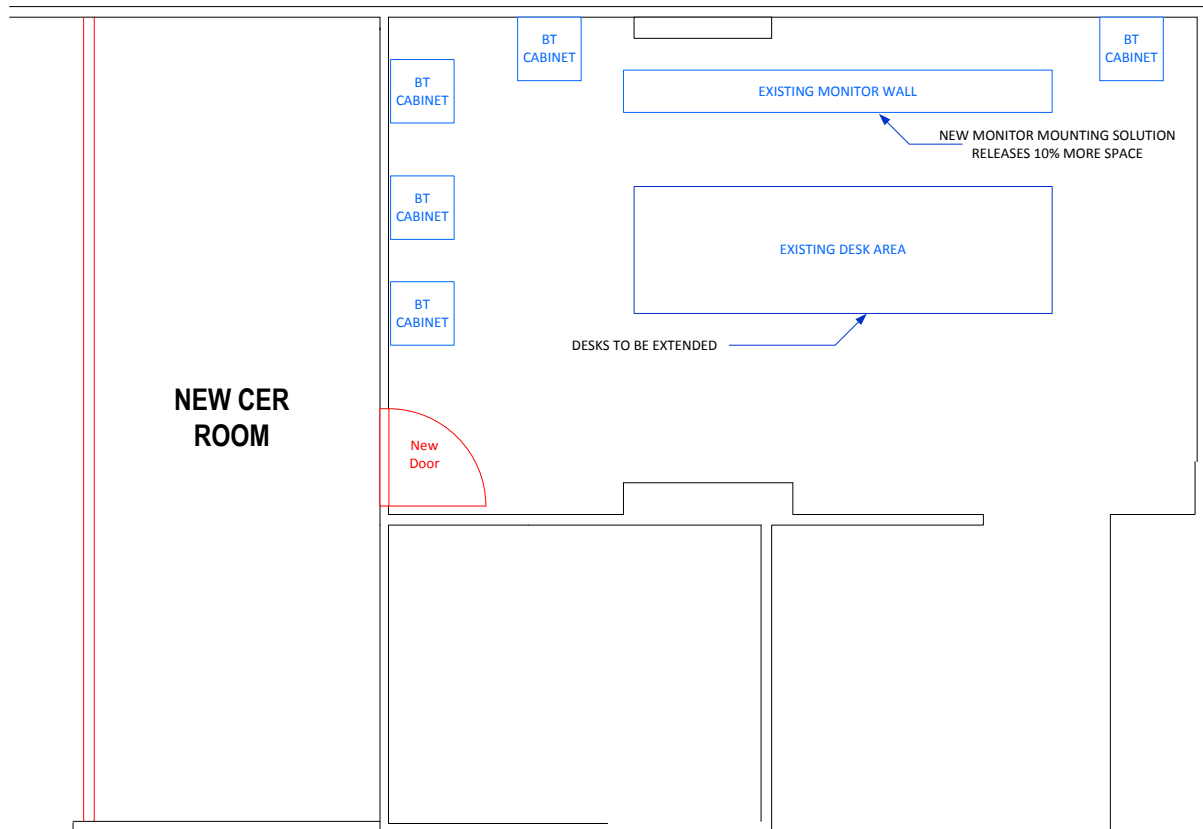 BT
CABINET
BT
CABINET
BT
CABINET
EXISTING MONITOR WALL
NEW MONITOR MOUNTING SOLUTION
RELEASES 10% MORE SPACE
BT
CABINET
EXISTING DESK AREA
BT
CABINET
DESKS TO BE EXTENDED
NEW CER
ROOM
New
Door